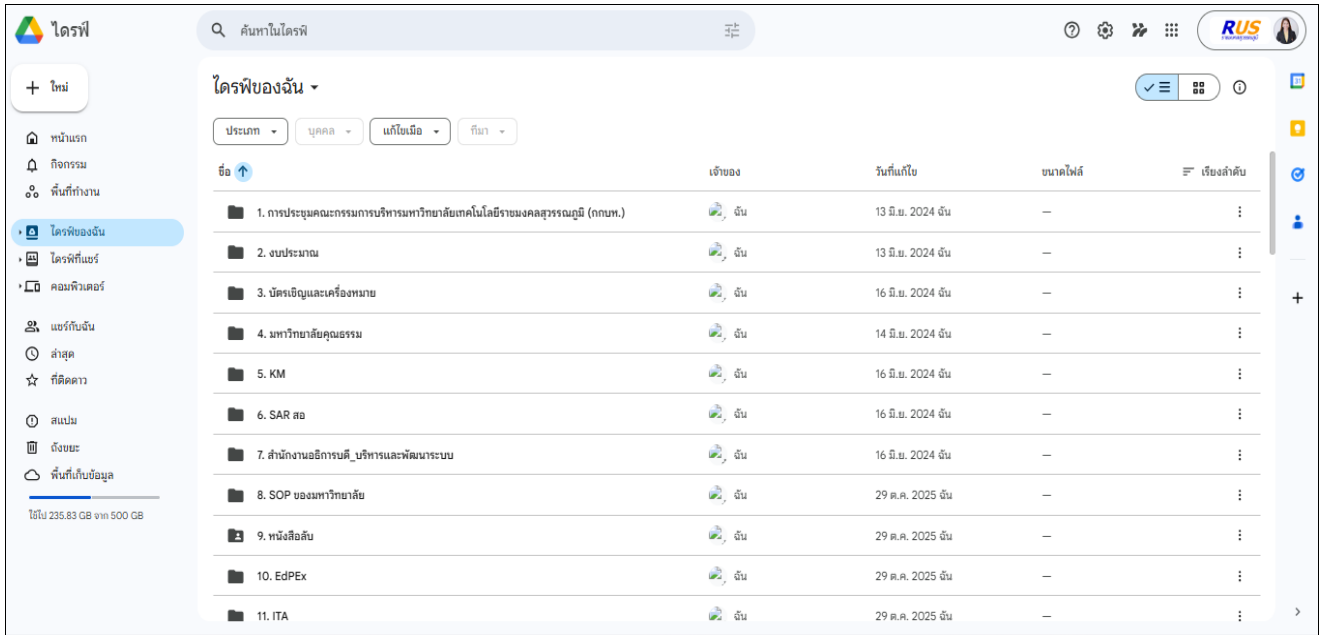 ไดรฟ์
ค้นหาในไดรฟ์
RUS
ใหม่
ไดรฟ์ของฉัน
หน้าแรก
กิจกรรม
พื้นที่ทำงาน
ไดรฟ์ของฉัน
ไดรฟ์ที่แชร์
คอมพิวเตอร์
แชร์กับฉัน
ล่าสุด
ที่ติดดาว
สแปม
ถังขยะ
พื้นที่เก็บข้อมูล
ใช้ไป 235.83 GB จาก 500 GB
ประเภท บุคคล แก้ไขเมื่อ ที่มา
ชื่อ เจ้าของ วันที่แก้ไข ขนาดไฟล์ เรียงลำดับ
1. การประชุมคณะกรรมการบริหารมหาวิทยาลัยเทคโนโลยีราชมงคลสุวรรณภูมิ (กกบห.) ฉัน 13 มิ.ย. 2024 ฉัน —
2. งบประมาณ ฉัน 13 มิ.ย. 2024 ฉัน —
3. บัตรเชิญและเครื่องหมาย ฉัน 16 มิ.ย. 2024 ฉัน —
4. มหาวิทยาลัยคุณธรรม ฉัน 14 มิ.ย. 2024 ฉัน —
5. KM ฉัน 16 มิ.ย. 2024 ฉัน —
6. SAR สอ ฉัน 16 มิ.ย. 2024 ฉัน —
7. สำนักงานอธิการบดี_บริหารและพัฒนาระบบ ฉัน 16 มิ.ย. 2024 ฉัน —
8. SOP ของมหาวิทยาลัย ฉัน 29 ต.ค. 2025 ฉัน —
9. หนังสือลับ ฉัน 29 ต.ค. 2025 ฉัน —
10. EdPEx ฉัน 29 ต.ค. 2025 ฉัน —
11. ITA ฉัน 29 ต.ค. 2025 ฉัน —
31